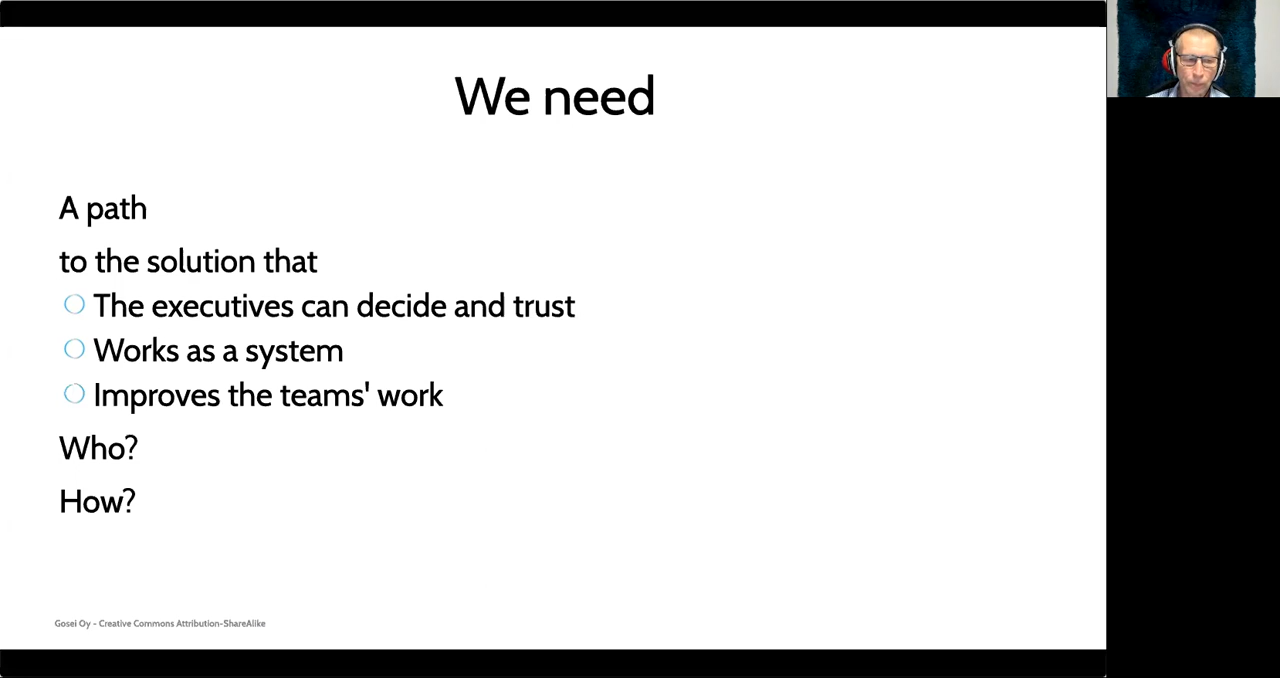 We need
A path
to the solution that
The executives can decide and trust
Works as a system
Improves the teams' work
Who?
How?
Gosei Oy - Creative Commons Attribution-ShareAlike